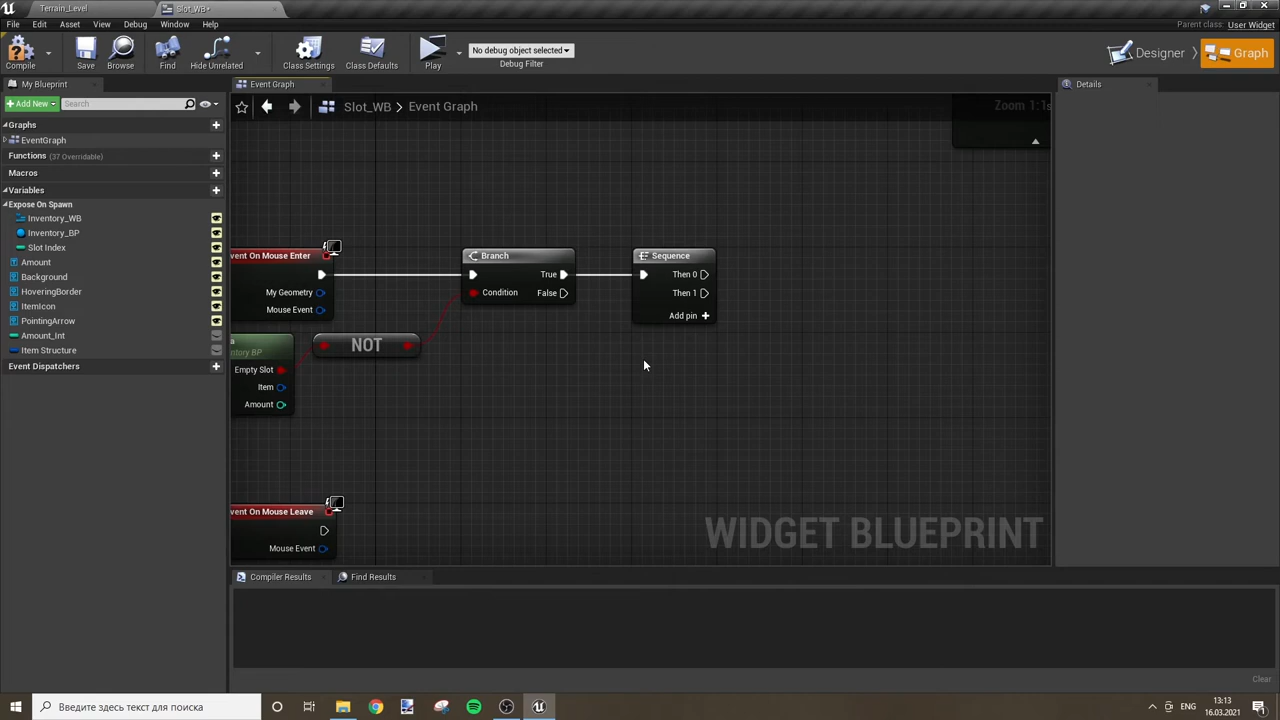 Terrain_Level
Slot_WB*
File
Edit
Asset
View
Debug
Window
Help
Parent class: User Widget
Compile
Save
Browse
Find
Hide Unrelated
Class Settings
Class Defaults
Play
No debug object selected
Debug Filter
Designer
Graph
My Blueprint
Event Graph
Details
Add New
Search
Slot_WB > Event Graph
Zoom 1:1
Graphs
EventGraph
Functions (37 Overridable)
Macros
Variables
Expose On Spawn
Inventory_WB
Inventory_BP
Slot Index
Amount
Background
HoveringBorder
ItemIcon
PointingArrow
Amount_Int
Item Structure
Event Dispatchers
vent On Mouse Enter
My Geometry
Mouse Event
Branch
True
Condition
False
Sequence
Then 0
Then 1
Add pin
NOT
a
ntory BP
Empty Slot
Item
Amount
vent On Mouse Leave
Mouse Event
WIDGET BLUEPRINT
Compiler Results
Find Results
Clear
Введите здесь текст для поиска
ENG
13:13
16.03.2021